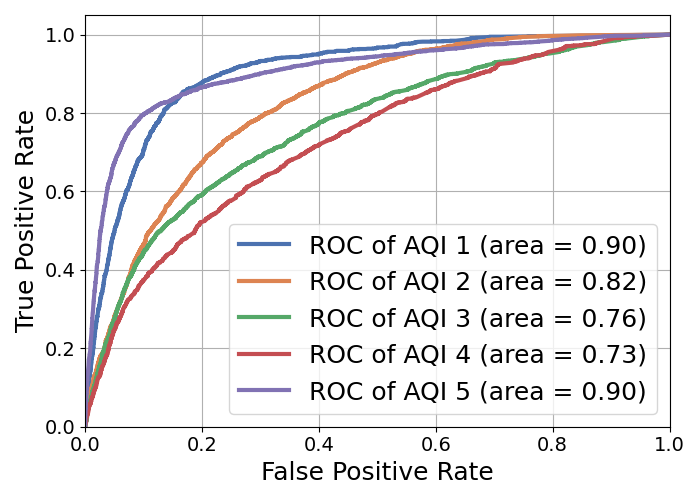 True Positive Rate
1.0
0.8
0.6
0.4
0.2
0.0
ROC of AQI 1 (area = 0.90)
ROC of AQI 2 (area = 0.82)
ROC of AQI 3 (area = 0.76)
ROC of AQI 4 (area = 0.73)
ROC of AQI 5 (area = 0.90)
0.0 0.2 0.4 0.6 0.8 1.0
False Positive Rate